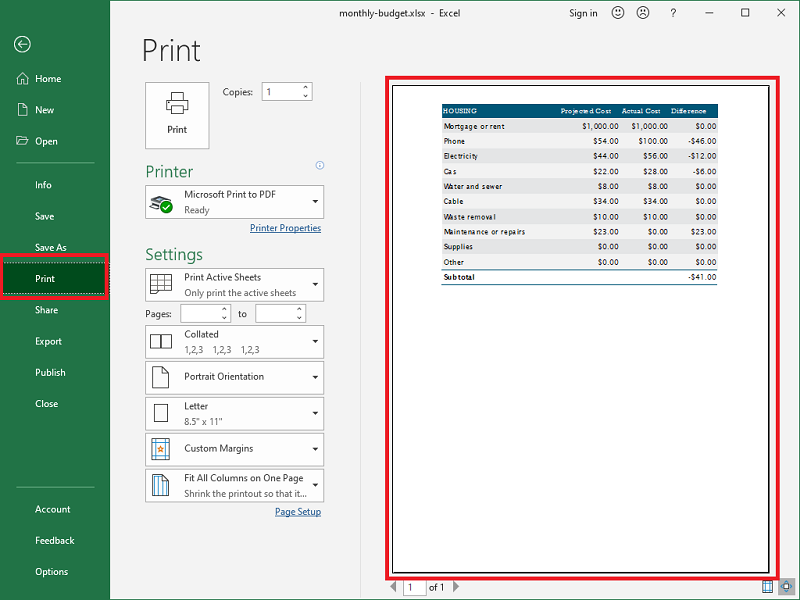 monthly-budget.xlsx - Excel
Sign in
?
Home
New
Open
Info
Save
Save As
Print
Share
Export
Publish
Close
Account
Feedback
Options
Print
Print
Copies: 1
Printer
Microsoft Print to PDF
Ready
Printer Properties
Settings
Print Active Sheets
Only print the active sheets
Pages: to
Collated
1,2,3 1,2,3 1,2,3
Portrait Orientation
Letter
8.5" x 11"
Custom Margins
Fit All Columns on One Page
Shrink the printout so that it...
Page Setup
HOUSING Projected Cost Actual Cost Difference
Mortgage or rent $1,000.00 $1,000.00 $0.00
Phone $54.00 $100.00 -$46.00
Electricity $44.00 $56.00 -$12.00
Gas $22.00 $28.00 -$6.00
Water and sewer $8.00 $8.00 $0.00
Cable $34.00 $34.00 $0.00
Waste removal $10.00 $10.00 $0.00
Maintenance or repairs $23.00 $0.00 $23.00
Supplies $0.00 $0.00 $0.00
Other $0.00 $0.00 $0.00
Subtotal -$41.00
1 of 1